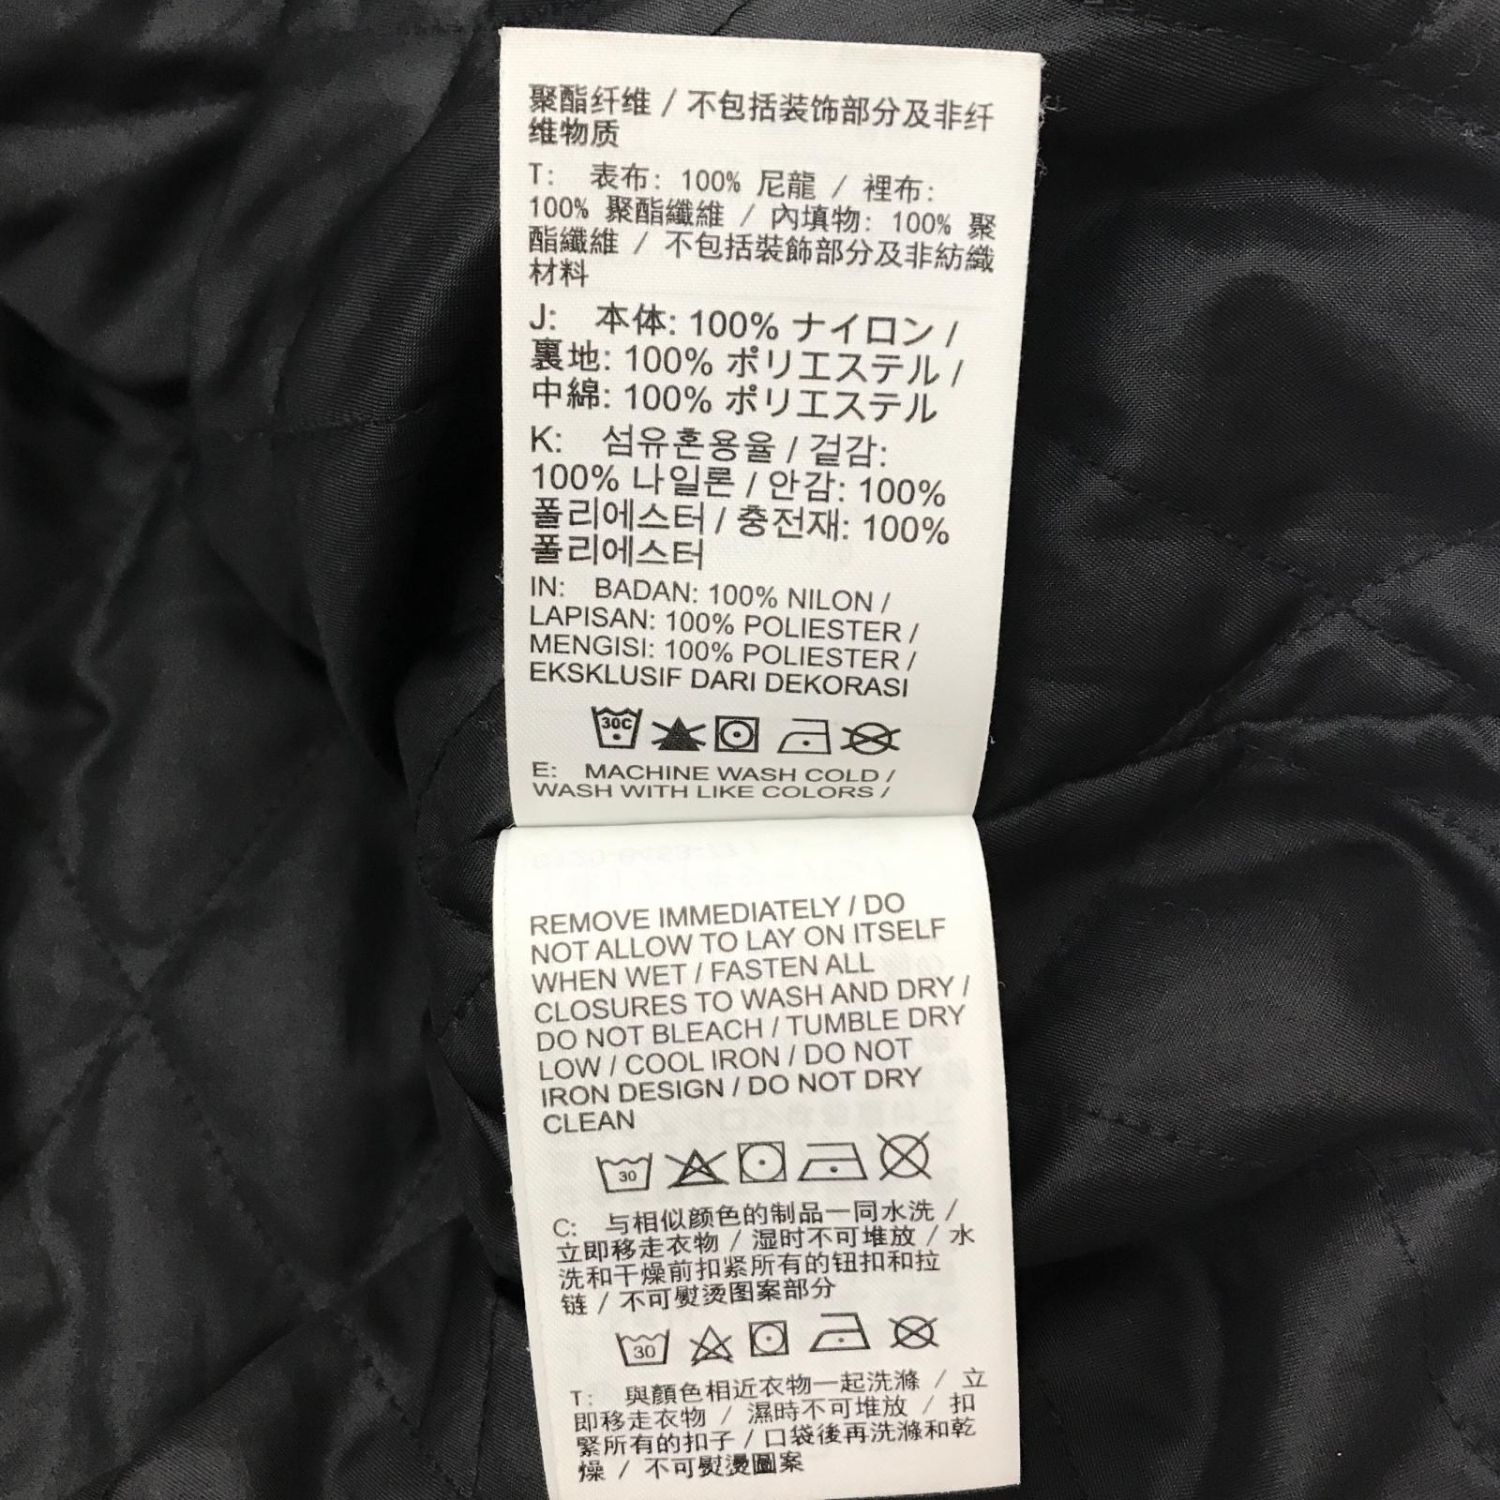 聚酯纤维 / 不包括装饰部分及非纤
维物质
T: 表布: 100% 尼龍 / 裡布:
100% 聚酯纖維 / 內填物: 100% 聚
酯纖維 / 不包括裝飾部分及非紡織
材料
J: 本体: 100% ナイロン /
裏地: 100% ポリエステル /
中綿: 100% ポリエステル
K: 섬유혼용율 / 겉감:
100% 나일론 / 안감: 100%
폴리에스터 / 충전재: 100%
폴리에스터
IN: BADAN: 100% NILON /
LAPISAN: 100% POLIESTER /
MENGISI: 100% POLIESTER /
EKSKLUSIF DARI DEKORASI
30C
E: MACHINE WASH COLD /
WASH WITH LIKE COLORS /
REMOVE IMMEDIATELY / DO
NOT ALLOW TO LAY ON ITSELF
WHEN WET / FASTEN ALL
CLOSURES TO WASH AND DRY /
DO NOT BLEACH / TUMBLE DRY
LOW / COOL IRON / DO NOT
IRON DESIGN / DO NOT DRY
CLEAN
30
C: 与相似颜色的制品一同水洗 /
立即移走衣物 / 湿时不可堆放 / 水
洗和干燥前扣紧所有的钮扣和拉
链 / 不可熨烫图案部分
30
T: 與顏色相近衣物一起洗滌 / 立
即移走衣物 / 濕時不可堆放 / 扣
緊所有的扣子 / 口袋後再洗滌和乾
燥 / 不可熨燙圖案